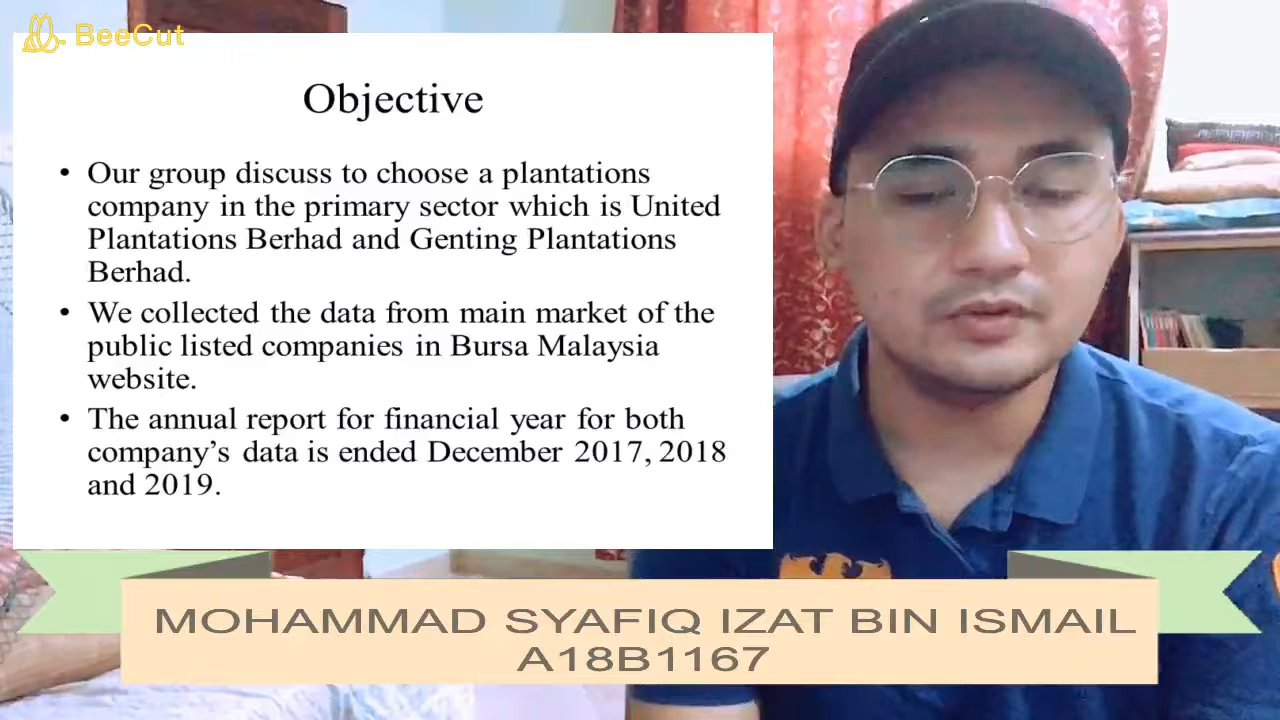 BeeCut
Objective
• Our group discuss to choose a plantations
company in the primary sector which is United
Plantations Berhad and Genting Plantations
Berhad.
• We collected the data from main market of the
public listed companies in Bursa Malaysia
website.
• The annual report for financial year for both
company's data is ended December 2017, 2018
and 2019.
MOHAMMAD SYAFIQ IZAT BIN ISMAIL
A18B1167